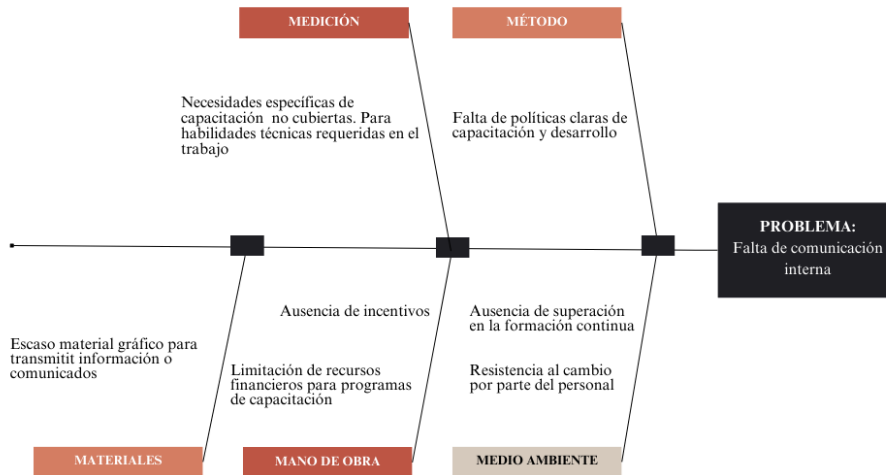 MEDICIÓN
MÉTODO
Necesidades específicas de
capacitación no cubiertas. Para
habilidades técnicas requeridas en el
trabajo
Falta de políticas claras de
capacitación y desarrollo
PROBLEMA:
Falta de comunicación
interna
Ausencia de incentivos
Ausencia de superación
en la formación continua
Escaso material gráfico para
transmitit información o
comunicados
Limitación de recursos
financieros para programas
de capacitación
Resistencia al cambio
por parte del personal
MATERIALES
MANO DE OBRA
MEDIO AMBIENTE